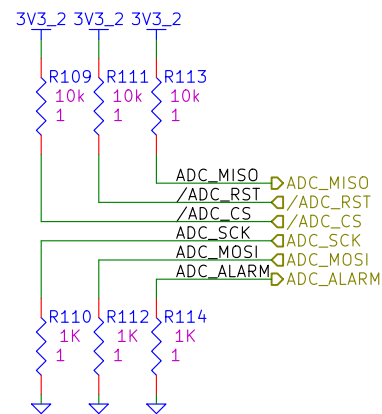 3V3_2 3V3_2 3V3_2
R109 R111 R113
10k 10k 10k
1 1 1
ADC_MISO ADC_MISO
/ADC_RST /ADC_RST
/ADC_CS /ADC_CS
ADC_SCK ADC_SCK
ADC_MOSI ADC_MOSI
ADC_ALARM ADC_ALARM
R110 R112 R114
1K 1K 1K
1 1 1